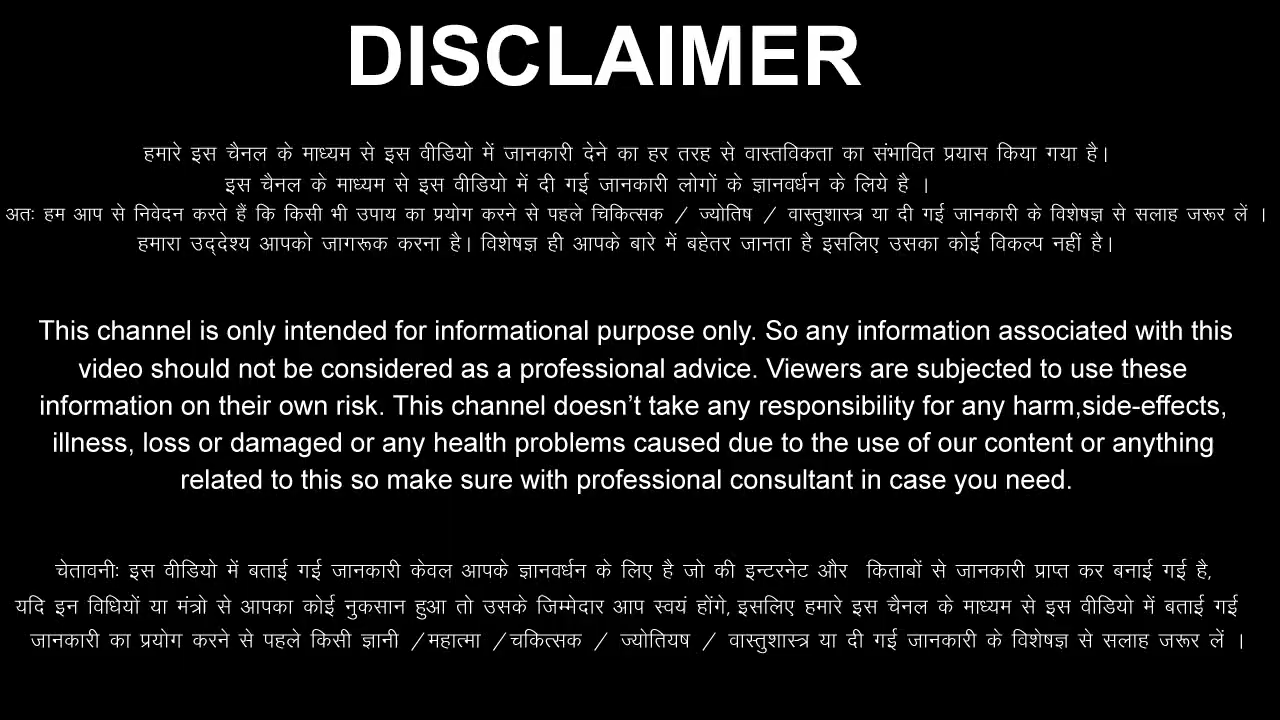 DISCLAIMER
हमारे इस चैनल के माध्यम से इस वीडियो में जानकारी देने का हर तरह से वास्तविकता का संभावित प्रयास किया गया है।
इस चैनल के माध्यम से इस वीडियो में दी गई जानकारी लोगों के ज्ञानवर्धन के लिये है ।
अतः हम आप से निवेदन करते हैं कि किसी भी उपाय का प्रयोग करने से पहले चिकित्सक / ज्योतिष / वास्तुशास्त्र या दी गई जानकारी के विशेषज्ञ से सलाह जरूर लें ।
हमारा उद्देश्य आपको जागरूक करना है। विशेषज्ञ ही आपके बारे में बहेतर जानता है इसलिए उसका कोई विकल्प नहीं है।
This channel is only intended for informational purpose only. So any information associated with this
video should not be considered as a professional advice. Viewers are subjected to use these
information on their own risk. This channel doesn’t take any responsibility for any harm,side-effects,
illness, loss or damaged or any health problems caused due to the use of our content or anything
related to this so make sure with professional consultant in case you need.
चेतावनीः इस वीडियो में बताई गई जानकारी केवल आपके ज्ञानवर्धन के लिए है जो की इन्टरनेट और किताबों से जानकारी प्राप्त कर बनाई गई है,
यदि इन विधियों या मंत्रो से आपका कोई नुकसान हुआ तो उसके जिम्मेदार आप स्वयं होंगे, इसलिए हमारे इस चैनल के माध्यम से इस वीडियो में बताई गई
जानकारी का प्रयोग करने से पहले किसी ज्ञानी /महात्मा /चकित्सक / ज्योतियष / वास्तुशास्त्र या दी गई जानकारी के विशेषज्ञ से सलाह जरूर लें ।